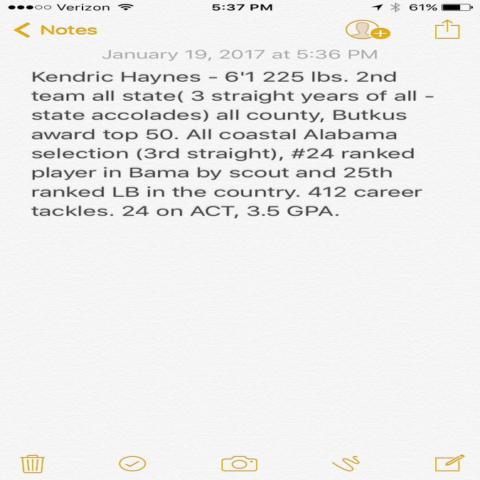 Verizon 5:37 PM 61%
Notes
January 19, 2017 at 5:36 PM
Kendric Haynes - 6'1 225 lbs. 2nd
team all state( 3 straight years of all -
state accolades) all county, Butkus
award top 50. All coastal Alabama
selection (3rd straight), #24 ranked
player in Bama by scout and 25th
ranked LB in the country. 412 career
tackles. 24 on ACT, 3.5 GPA.